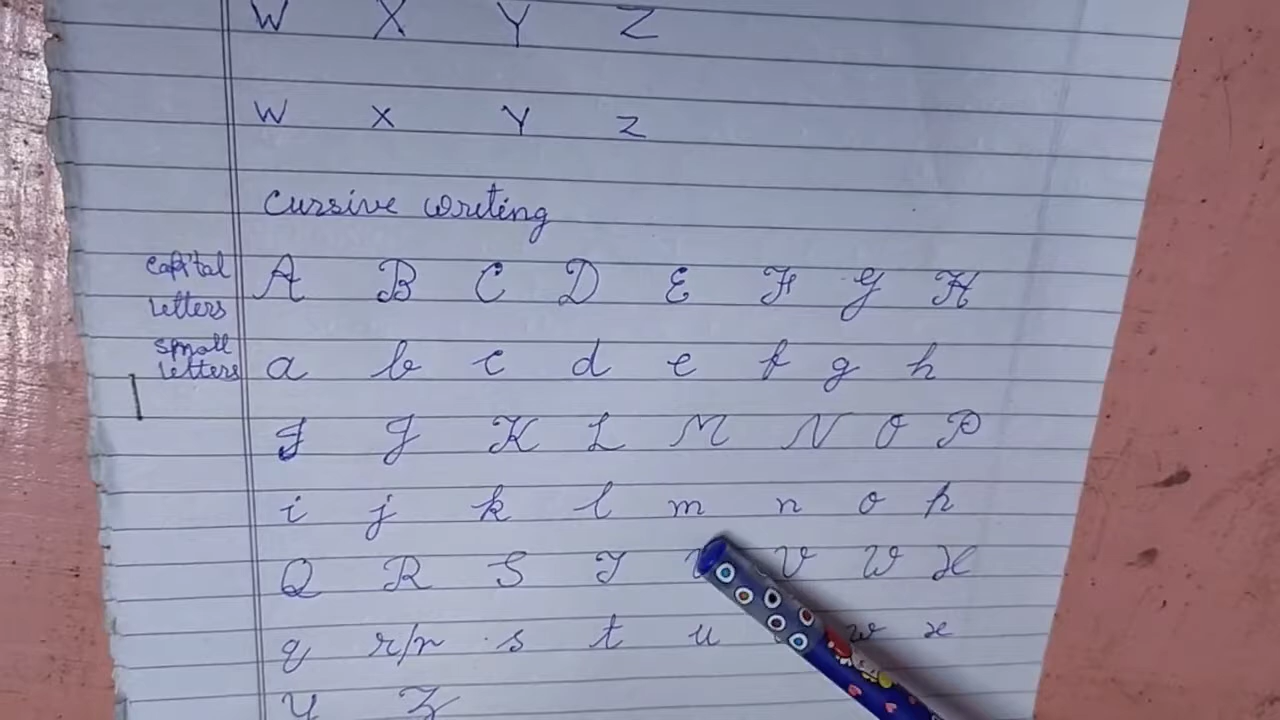 W X Y Z
W X Y Z
Cursive writing
capital letters A B C D E F G H
small letters a b c d e f g h
I J K L M N O P
i j k l m n o p
Q R S T U V W X
q r/r s t u w x
Y Z